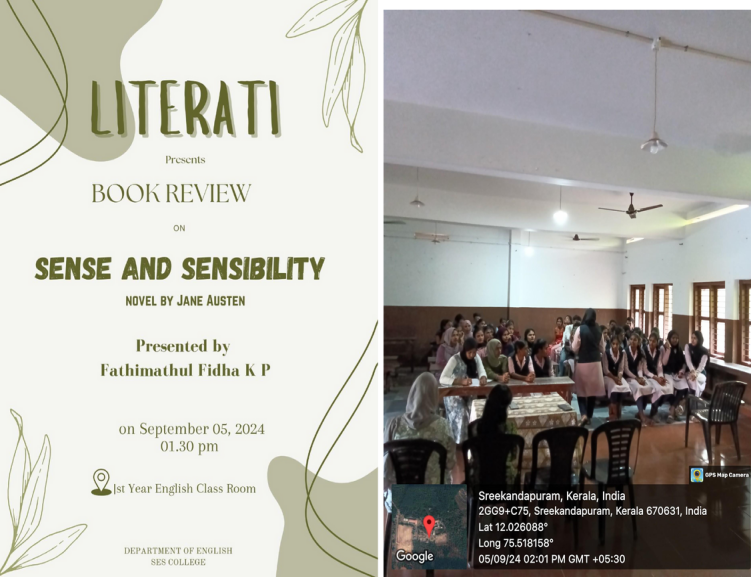 LITERATI
Presents
BOOK REVIEW
ON
SENSE AND SENSIBILITY
NOVEL BY JANE AUSTEN
Presented by
Fathimathul Fidha K P
on September 05, 2024
01.30 pm
Ist Year English Class Room
DEPARTMENT OF ENGLISH
SES COLLEGE
GPS Map Camera
Sreekandapuram, Kerala, India
2GG9+C75, Sreekandapuram, Kerala 670631, India
Lat 12.026088°
Long 75.518158°
05/09/24 02:01 PM GMT +05:30
Google